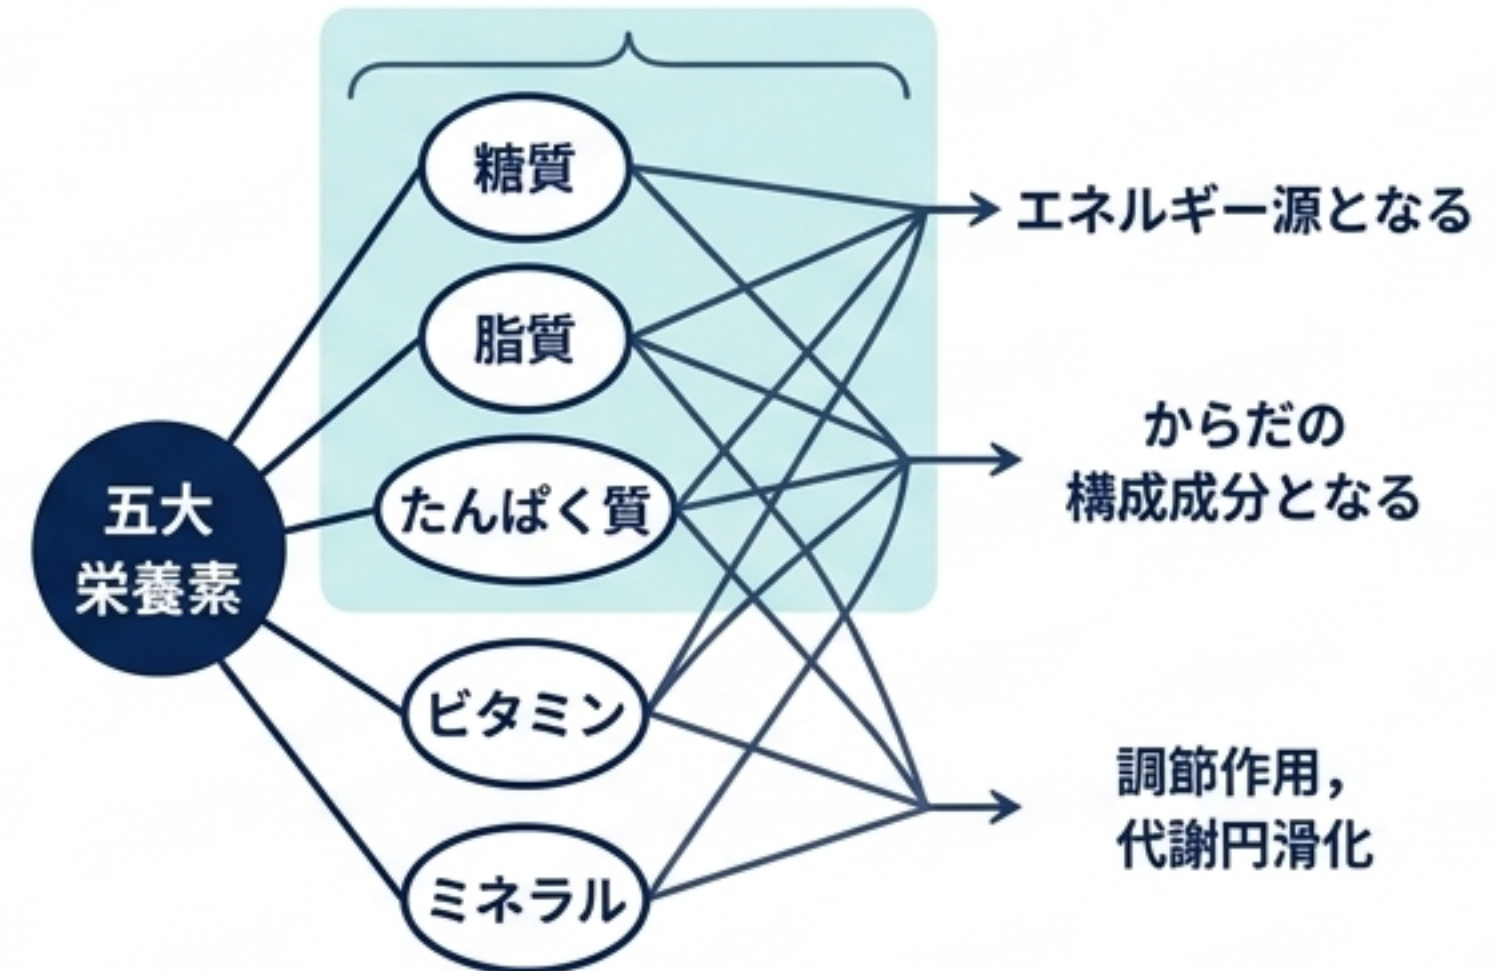 五大
栄養素
糖質
脂質
たんぱく質
ビタミン
ミネラル
エネルギー源となる
からだの
構成成分となる
調節作用，
代謝円滑化